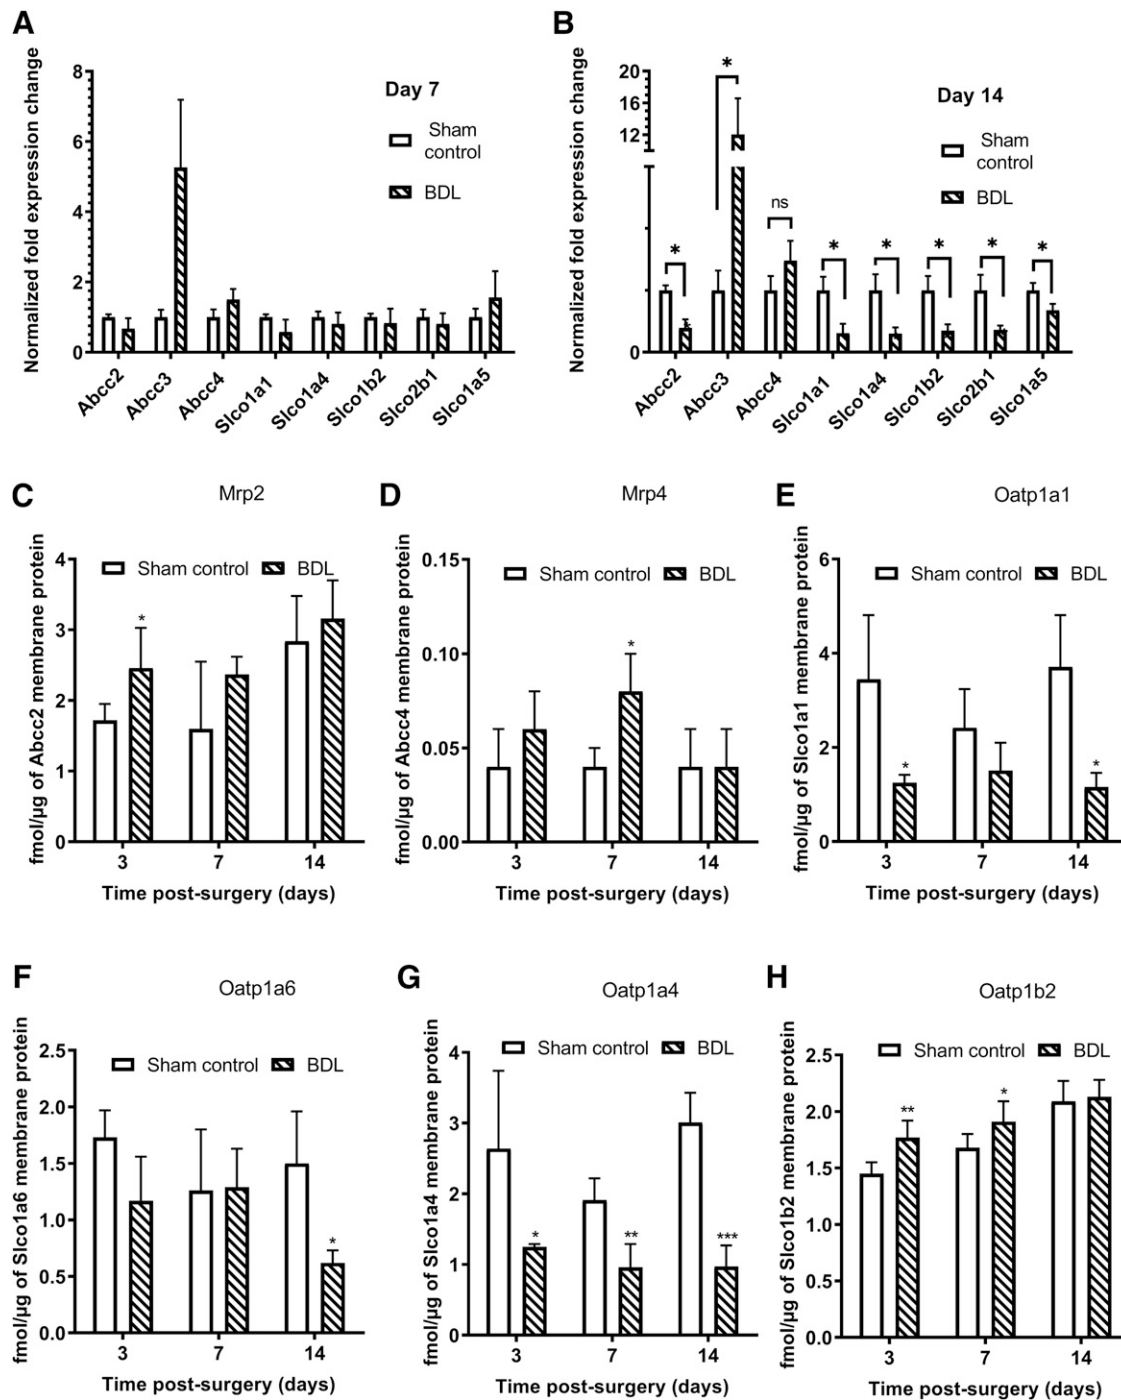 A
Normalized fold expression change
8
6
4
2
0
Day 7
Sham
control
BDL
Abcc2
Abcc3
Abcc4
Slco1a1
Slco1a4
Slco1b2
Slco2b1
Slco1a5
B
Normalized fold expression change
20
16
12
0
Day 14
Sham
control
BDL
*
*
ns
*
*
*
*
*
Abcc2
Abcc3
Abcc4
Slco1a1
Slco1a4
Slco1b2
Slco2b1
Slco1a5
C
Mrp2
fmol/μg of Abcc2 membrane protein
4
3
2
1
0
Sham control
BDL
*
3
7
14
Time post-surgery (days)
D
Mrp4
fmol/μg of Abcc4 membrane protein
0.15
0.10
0.05
0.00
Sham control
BDL
*
3
7
14
Time post-surgery (days)
E
Oatp1a1
fmol/μg of Slco1a1 membrane protein
6
4
2
0
Sham control
BDL
*
*
3
7
14
Time post-surgery (days)
F
Oatp1a6
fmol/μg of Slco1a6 membrane protein
2.5
2.0
1.5
1.0
0.5
0.0
Sham control
BDL
*
3
7
14
Time post-surgery (days)
G
Oatp1a4
fmol/μg of Slco1a4 membrane protein
4
3
2
1
0
Sham control
BDL
*
**
***
3
7
14
Time post-surgery (days)
H
Oatp1b2
fmol/μg of Slco1b2 membrane protein
2.5
2.0
1.5
1.0
0.5
0.0
Sham control
BDL
**
*
3
7
14
Time post-surgery (days)